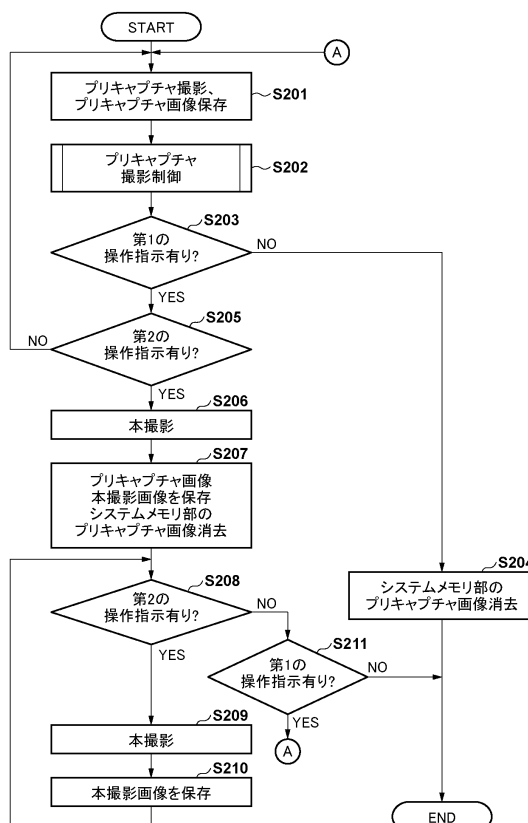 START
A
プリキャプチャ撮影、
プリキャプチャ画像保存
S201
プリキャプチャ
撮影制御
S202
S203
第1の
操作指示有り?
NO
YES
S205
第2の
操作指示有り?
NO
YES
S206
本撮影
S207
プリキャプチャ画像
本撮影画像を保存
システムメモリ部の
プリキャプチャ画像消去
S204
システムメモリ部の
プリキャプチャ画像消去
S208
第2の
操作指示有り?
NO
YES
S211
第1の
操作指示有り?
NO
YES
A
S209
本撮影
S210
本撮影画像を保存
END